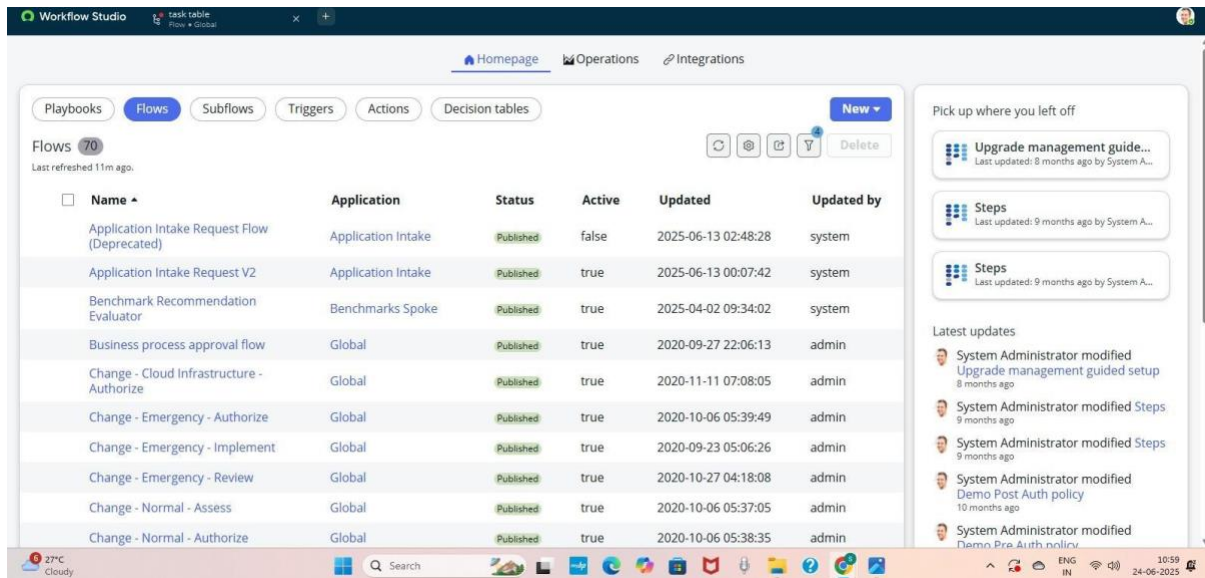 Workflow Studio
task table
Flow • Global
Homepage
Operations
Integrations
Playbooks
Flows
Subflows
Triggers
Actions
Decision tables
New
Flows 70
4
Delete
Last refreshed 11m ago.
Name Application Status Active Updated Updated by
Application Intake Request Flow
(Deprecated)
Application Intake Published false 2025-06-13 02:48:28 system
Application Intake Request V2 Application Intake Published true 2025-06-13 00:07:42 system
Benchmark Recommendation
Evaluator
Benchmarks Spoke Published true 2025-04-02 09:34:02 system
Business process approval flow Global Published true 2020-09-27 22:06:13 admin
Change - Cloud Infrastructure -
Authorize
Global Published true 2020-11-11 07:08:05 admin
Change - Emergency - Authorize Global Published true 2020-10-06 05:39:49 admin
Change - Emergency - Implement Global Published true 2020-09-23 05:06:26 admin
Change - Emergency - Review Global Published true 2020-10-27 04:18:08 admin
Change - Normal - Assess Global Published true 2020-10-06 05:37:05 admin
Change - Normal - Authorize Global Published true 2020-10-06 05:38:35 admin
Pick up where you left off
Upgrade management guide...
Last updated: 8 months ago by System A...
Steps
Last updated: 9 months ago by System A...
Steps
Last updated: 9 months ago by System A...
Latest updates
System Administrator modified
Upgrade management guided setup
8 months ago
System Administrator modified Steps
9 months ago
System Administrator modified Steps
9 months ago
System Administrator modified
Demo Post Auth policy
10 months ago
System Administrator modified
Demo Pre Auth policy
6
27°C
Cloudy
Search
ENG
IN
10:59
24-06-2025